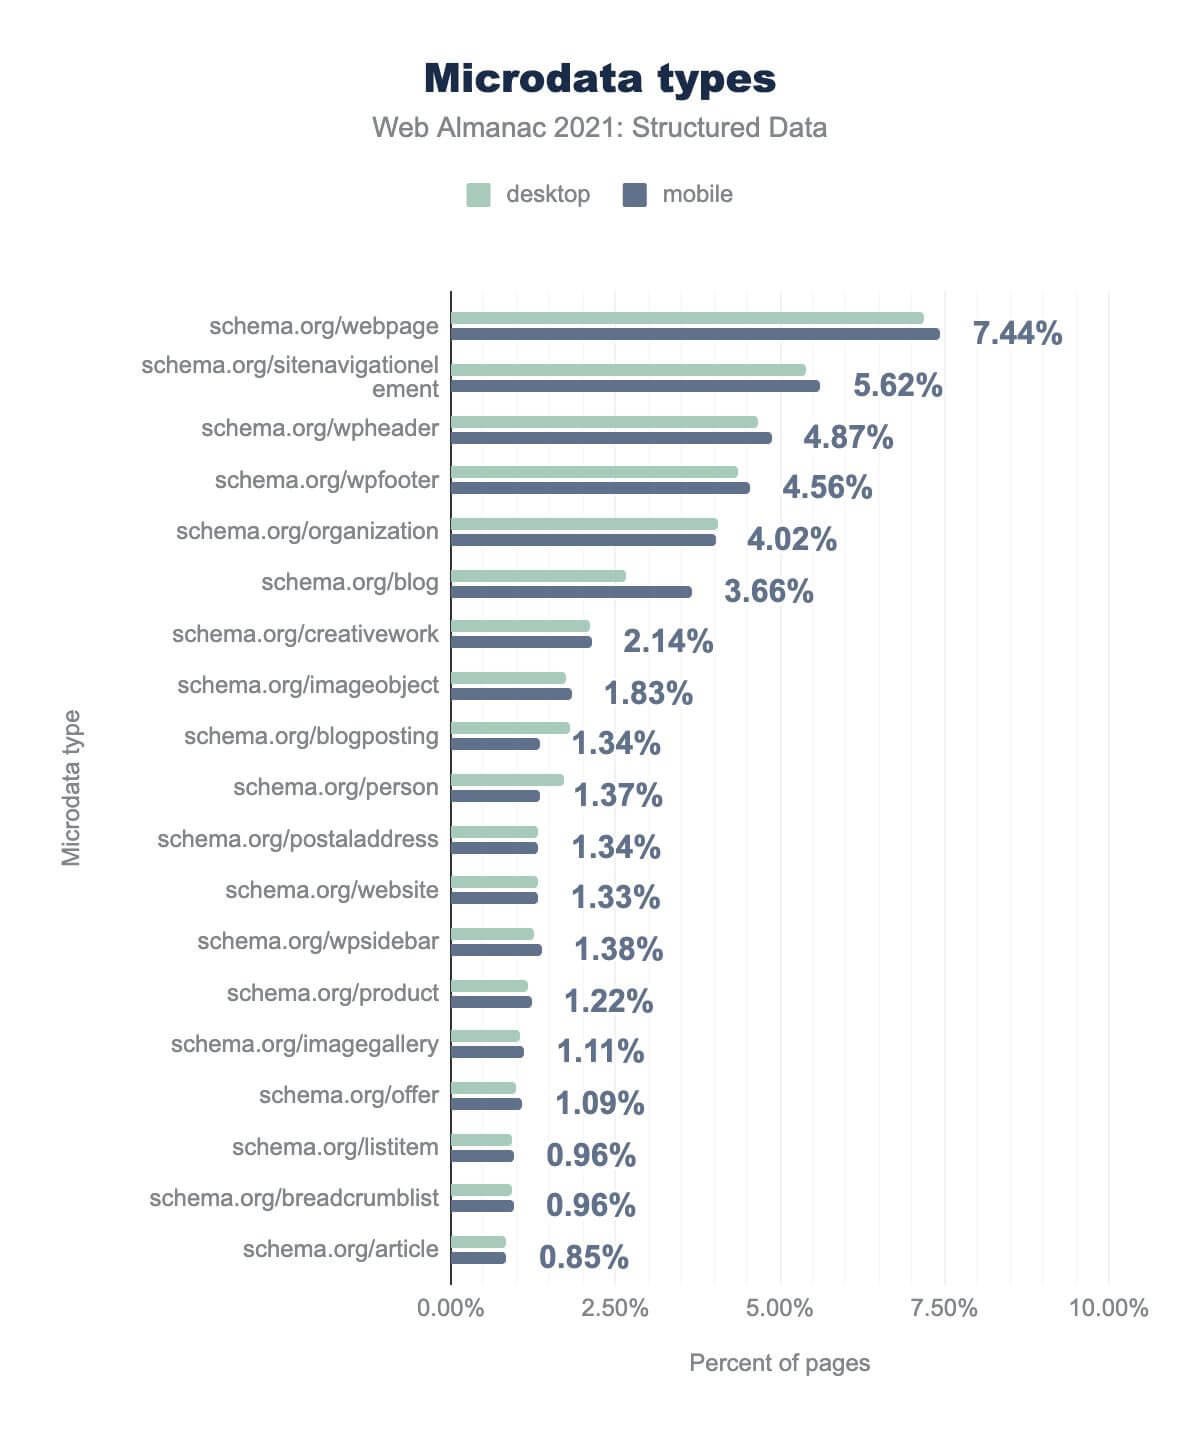 Microdata types
Web Almanac 2021: Structured Data
desktop
mobile
Microdata type
schema.org/webpage
7.44%
schema.org/sitenavigationel
ement
5.62%
schema.org/wpheader
4.87%
schema.org/wpfooter
4.56%
schema.org/organization
4.02%
schema.org/blog
3.66%
schema.org/creativework
2.14%
schema.org/imageobject
1.83%
schema.org/blogposting
1.34%
schema.org/person
1.37%
schema.org/postaladdress
1.34%
schema.org/website
1.33%
schema.org/wpsidebar
1.38%
schema.org/product
1.22%
schema.org/imagegallery
1.11%
schema.org/offer
1.09%
schema.org/listitem
0.96%
schema.org/breadcrumblist
0.96%
schema.org/article
0.85%
0.00%
2.50%
5.00%
7.50%
10.00%
Percent of pages